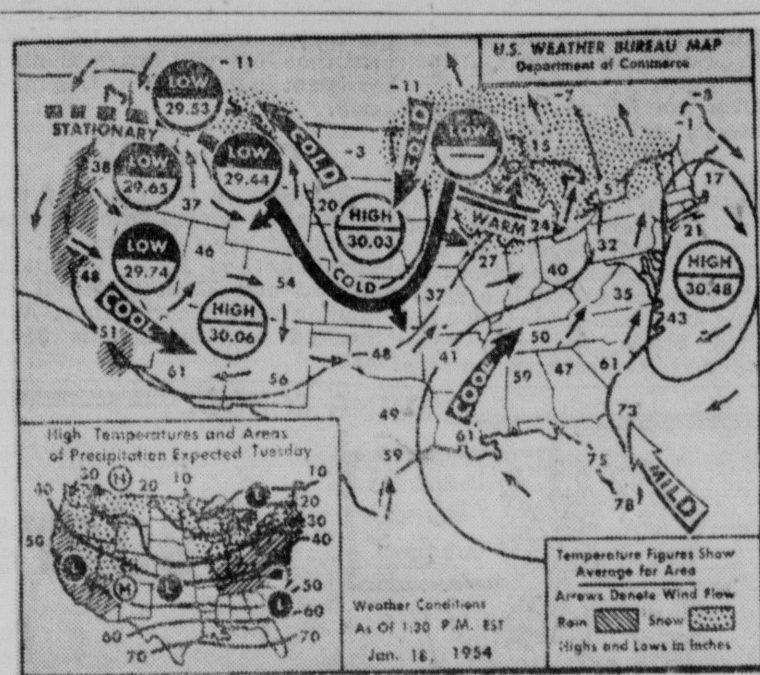 U.S. WEATHER BUREAU MAP
Department of Commerce
-11
LOW
29.53
STATIONARY
COLD
-11
COLD
LOW
-7
-8
-1
-3
15
38
LOW
29.65
LOW
29.44
37
20
HIGH
30.03
WARM 24
5
17
21
LOW
29.74
46
54
COLD
27
40
32
HIGH
30.48
48
COOL
51
HIGH
30.06
37
35
43
61
56
48
41
COOL
50
59
47
61
49
59
61
73
75
78
MILD
High Temperatures and Areas
of Precipitation Expected Tuesday
30 H 20 10
L
10
40
20
30
50
40
L
H
L
L
50
60
60
70
70
Weather Conditions
As Of 1:30 P.M. EST
Jan. 18, 1954
Temperature Figures Show
Average for Area
Arrows Denote Wind Flow
Rain Snow
Highs and Lows in Inches